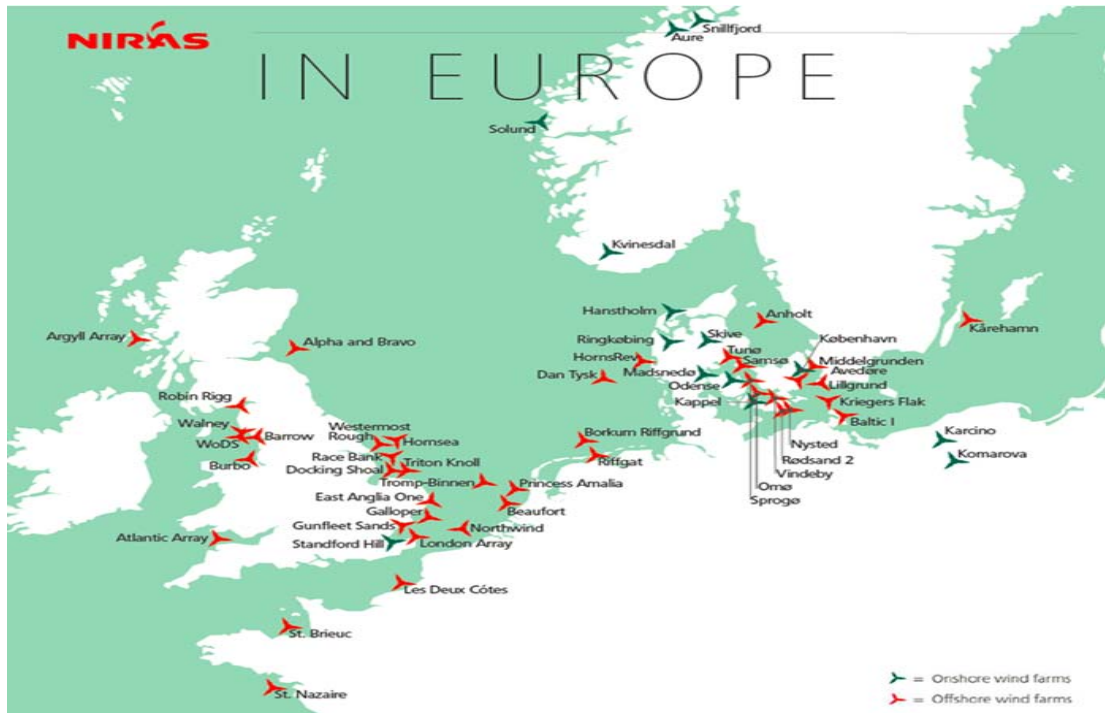 NIRAS
IN EUROPE
Snillfjord
Aure
Solund
Kvinesdal
Hanstholm
Anholt
Ringkøbing
Skive
København
Kårehamn
Argyll Array
Alpha and Bravo
Tunø
HornsRev
Samsø
Middelgrunden
Madsnedø
Avedøre
Dan Tysk
Odense
Lillgrund
Robin Rigg
Kappel
Kriegers Flak
Walney
Westermost
Rough
Baltic I
Barrow
Hornsea
Borkum Riffgrund
Karcino
WoDS
Nysted
Race Bank
Riffgat
Komarova
Burbo
Docking Shoal
Triton Knoll
Rødsand 2
Vindeby
Tromp-Binnen
Princess Amalia
Omø
East Anglia One
Sprogø
Galloper
Beaufort
Gunfleet Sands
Northwind
Atlantic Array
Standford Hill
London Array
Les Deux Cótes
St. Brieuc
St. Nazaire
= Onshore wind farms
= Offshore wind farms